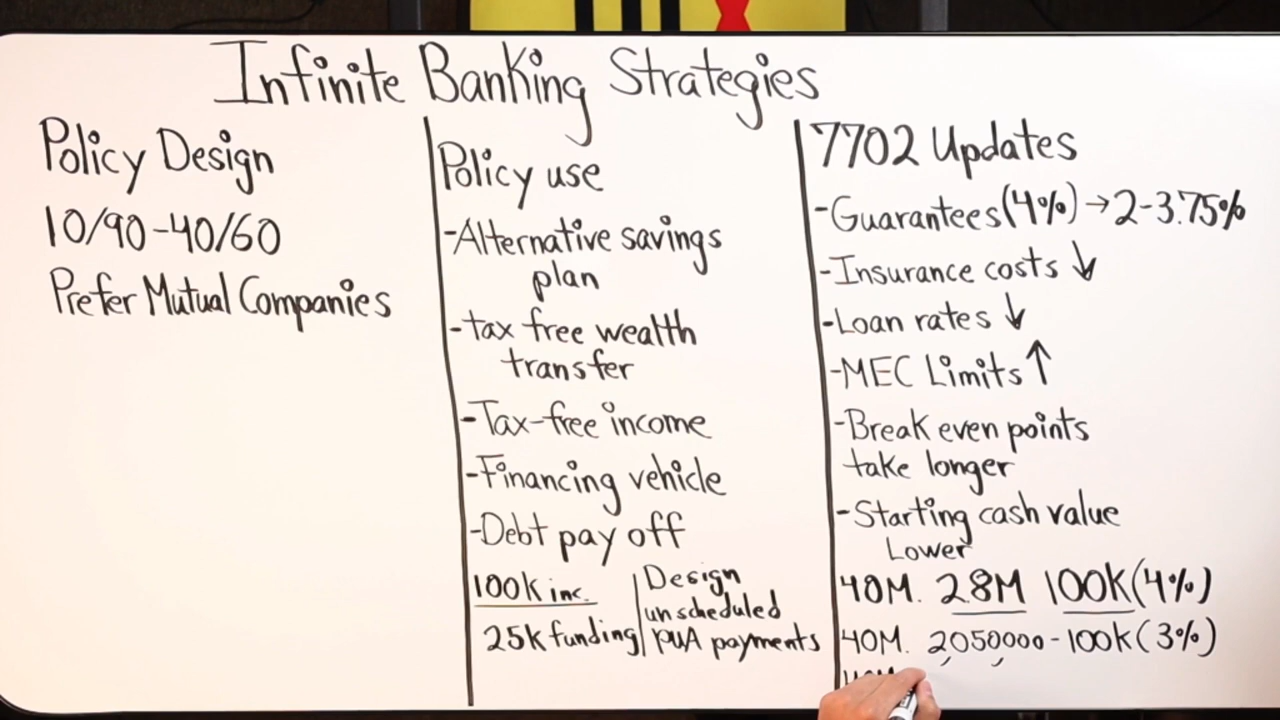 Infinite Banking Strategies
Policy Design
10/90-40/60
Prefer Mutual Companies
Policy use
-Alternative savings
plan
-tax free wealth
transfer
-Tax-free income
-Financing vehicle
-Debt pay off
100K inc.
25k funding
Design
unscheduled
PUA payments
7702 Updates
-Guarantees(4%)→2-3.75%
-Insurance costs ↓
-Loan rates ↓
-MEC Limits ↑
-Break even points
take longer
-Starting cash value
Lower
40M. 2.8M 100K(4%)
40M. 2,050,000-100k(3%)